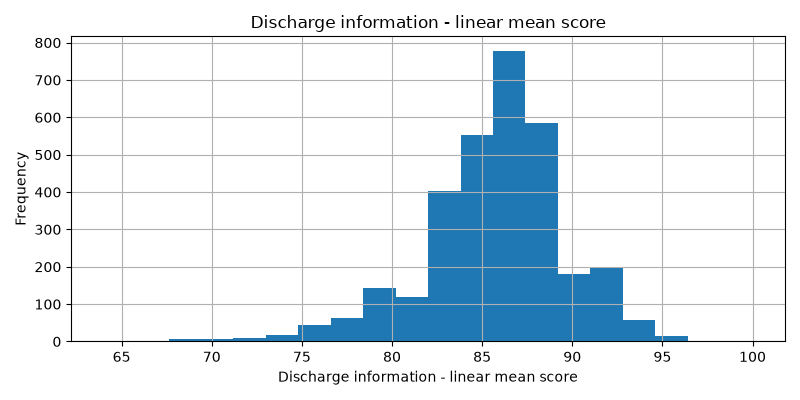 Discharge information - linear mean score
800
700
600
500
400
300
200
100
0
Frequency
65 70 75 80 85 90 95 100
Discharge information - linear mean score